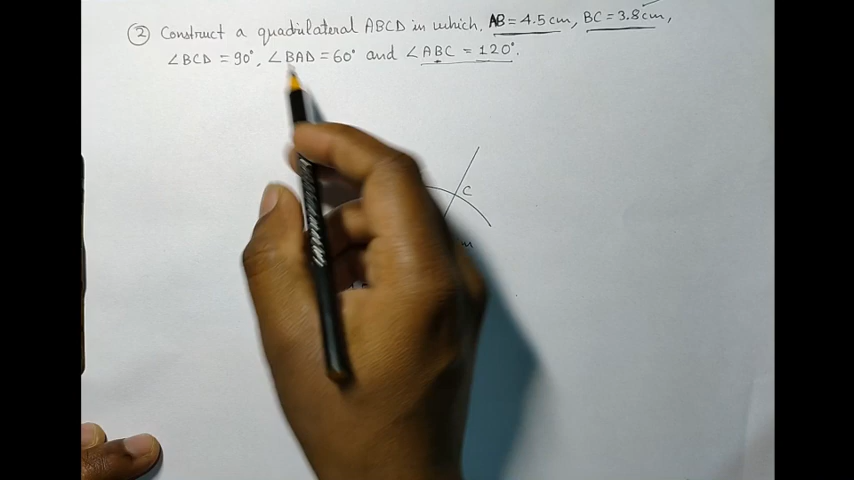 ② Construct a quadrilateral ABCD in which, AB = 4.5 cm, BC = 3.8 cm,
∠BCD = 90°, ∠BAD = 60° and ∠ABC = 120°.
C